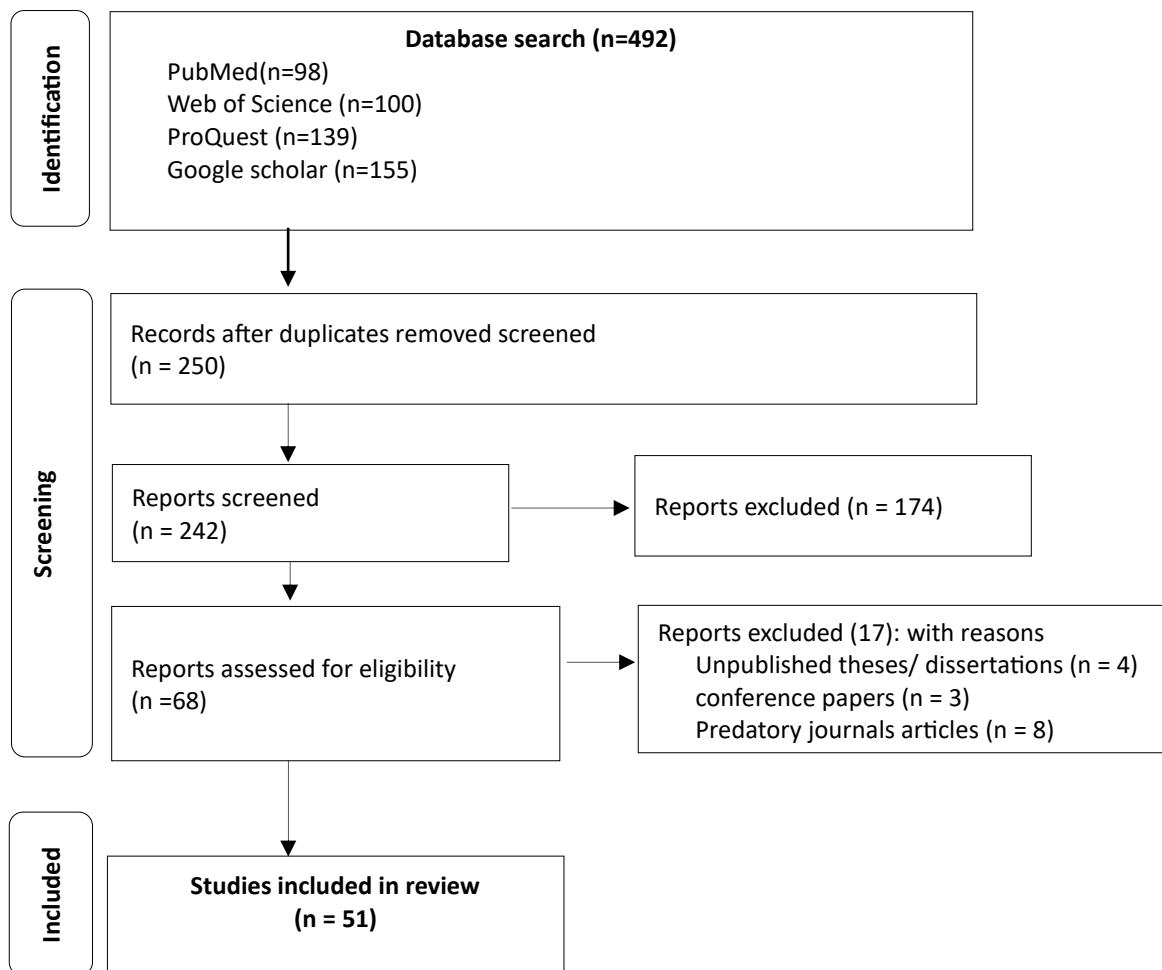 Identification
Database search (n=492)
PubMed(n=98)
Web of Science (n=100)
ProQuest (n=139)
Google scholar (n=155)
Screening
Records after duplicates removed screened
(n = 250)
Reports screened
(n = 242)
Reports excluded (n = 174)
Reports assessed for eligibility
(n =68)
Reports excluded (17): with reasons
Unpublished theses/ dissertations (n = 4)
conference papers (n = 3)
Predatory journals articles (n = 8)
Included
Studies included in review
(n = 51)